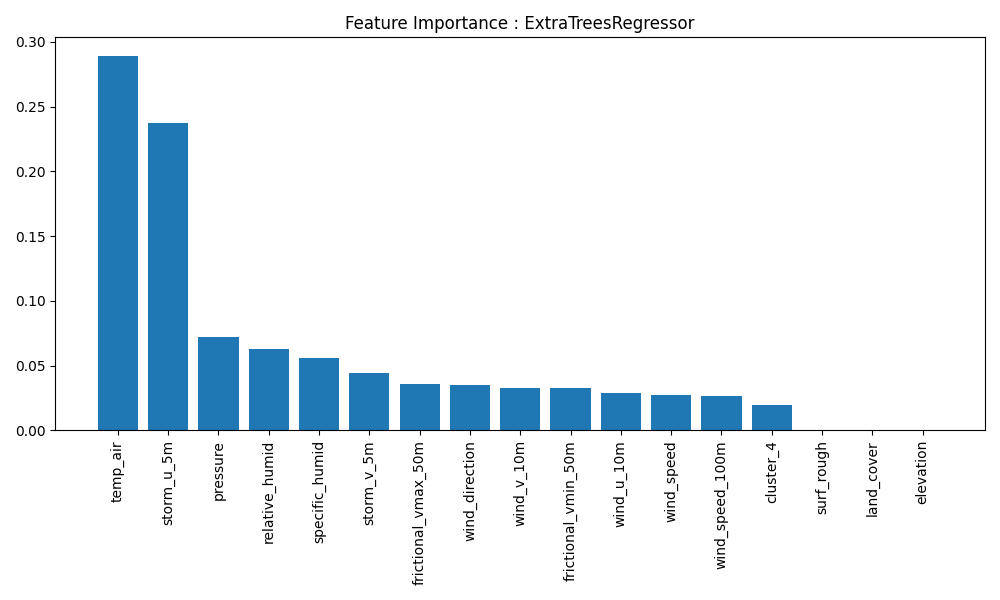 Feature Importance : ExtraTreesRegressor
0.30
0.25
0.20
0.15
0.10
0.05
0.00
temp_air
storm_u_5m
pressure
relative_humid
specific_humid
storm_v_5m
frictional_vmax_50m
wind_direction
wind_v_10m
frictional_vmin_50m
wind_u_10m
wind_speed
wind_speed_100m
cluster_4
surf_rough
land_cover
elevation